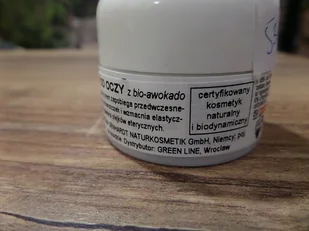 OCZY z bio-awokado
zapobiega przedwczesne-
i wzmacnia elastycz-
olejków eterycznych.
NATURKOSMETIK GmbH, Niemcy;
Dystrybutor: GREEN LINE, Wrocław
certyfikowany
kosmetyk
naturalny
i biodynamiczny